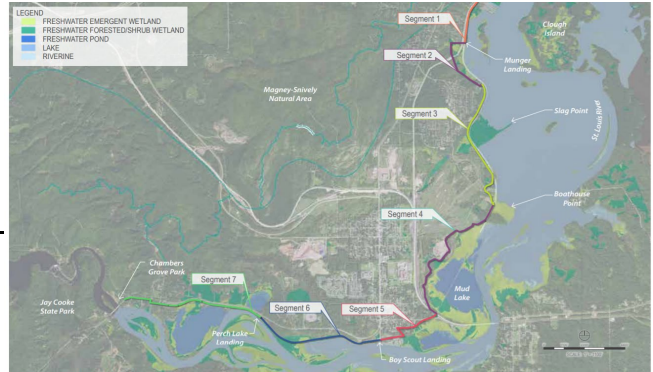 LEGEND
FRESHWATER EMERGENT WETLAND
FRESHWATER FORESTED/SHRUB WETLAND
FRESHWATER POND
LAKE
RIVERINE
Segment 1
Clough
Island
Segment 2
Munger
Landing
Magney-Snively
Natural Area
Segment 3
Slag Point
St. Louis River
Boathouse
Point
Segment 4
Chambers
Grove Park
Segment 7
Mud
Lake
Jay Cooke
State Park
Segment 6
Segment 5
Perch Lake
Landing
Boy Scout Landing